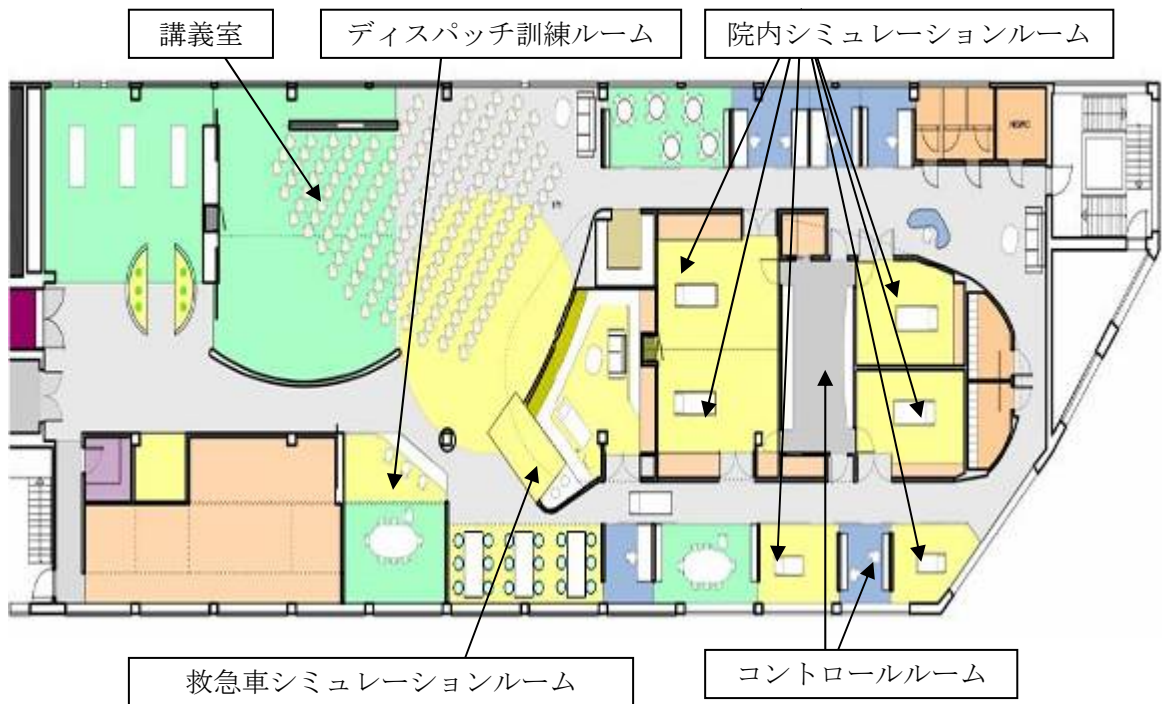 講義室
ディスパッチ訓練ルーム
院内シミュレーションルーム
救急車シミュレーションルーム
コントロールルーム